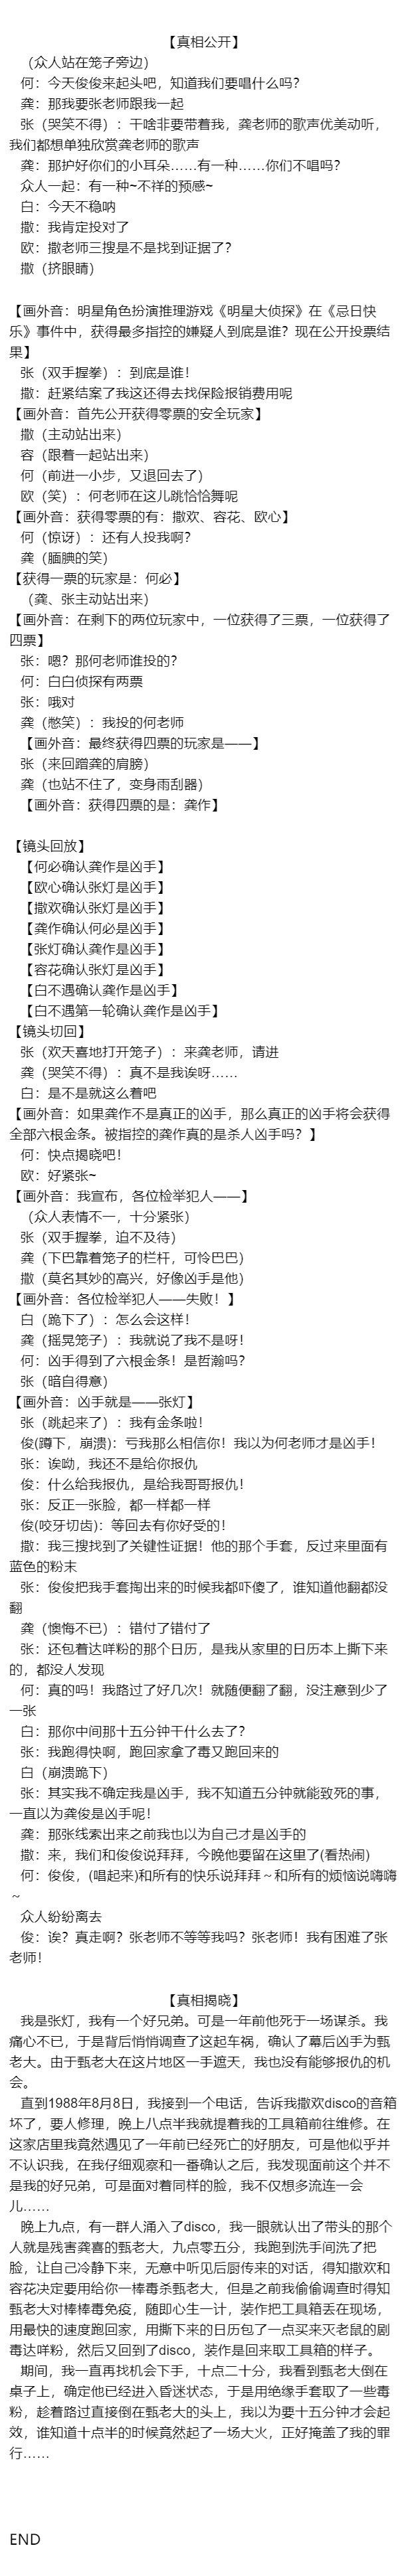 【真相公开】
（众人站在笼子旁边）
何：今天俊俊来起头吧，知道我们要唱什么吗？
龚：那我要张老师跟我一起
张（哭笑不得）：干啥非要带着我，龚老师的歌声优美动听，
我们都想单独欣赏龚老师的歌声
龚：那护好你们的小耳朵……有一种……你们不唱吗？
众人一起：有一种~不祥的预感~
白：今天不稳呐
撒：我肯定投对了
欧：撒老师三搜是不是找到证据了？
撒（挤眼睛）
【画外音：明星角色扮演推理游戏《明星大侦探》在《忌日快
乐》事件中，获得最多指控的嫌疑人到底是谁？现在公开投票结
果】
张（双手握拳）：到底是谁！
撒：赶紧结案了我这还得去找保险报销费用呢
【画外音：首先公开获得零票的安全玩家】
撒（主动站出来）
容（跟着一起站出来）
何（前进一小步，又退回去了）
欧（笑）：何老师在这儿跳恰恰舞呢
【画外音：获得零票的有：撒欢、容花、欧心】
何（惊讶）：还有人投我啊？
龚（腼腆的笑）
【获得一票的玩家是：何必】
（龚、张主动站出来）
【画外音：在剩下的两位玩家中，一位获得了三票，一位获得了
四票】
张：嗯？那何老师谁投的？
何：白白侦探有两票
张：哦对
龚（憋笑）：我投的何老师
【画外音：最终获得四票的玩家是——】
张（来回蹭龚的肩膀）
龚（也站不住了，变身雨刮器）
【画外音：获得四票的是：龚作】
【镜头回放】
【何必确认龚作是凶手】
【欧心确认张灯是凶手】
【撒欢确认张灯是凶手】
【龚作确认何必是凶手】
【张灯确认龚作是凶手】
【容花确认张灯是凶手】
【白不遇确认龚作是凶手】
【白不遇第一轮确认龚作是凶手】
【镜头切回】
张（欢天喜地打开笼子）：来龚老师，请进
龚（哭笑不得）：真不是我诶呀……
白：是不是就这么着吧
【画外音：如果龚作不是真正的凶手，那么真正的凶手将会获得
全部六根金条。被指控的龚作真的是杀人凶手吗？】
何：快点揭晓吧！
欧：好紧张~
【画外音：我宣布，各位检举犯人——】
（众人表情不一，十分紧张）
张（双手握拳，迫不及待）
龚（下巴靠着笼子的栏杆，可怜巴巴）
撒（莫名其妙的高兴，好像凶手是他）
【画外音：各位检举犯人——失败！】
白（跪下了）：怎么会这样！
龚（摇晃笼子）：我就说了我不是呀！
何：凶手得到了六根金条！是哲瀚吗？
张（暗自得意）
【画外音：凶手就是——张灯】
张（跳起来了）：我有金条啦！
俊(蹲下，崩溃)：亏我那么相信你！我以为何老师才是凶手！
张：诶呦，我还不是给你报仇
俊：什么给我报仇，是给我哥哥报仇！
张：反正一张脸，都一样都一样
俊(咬牙切齿)：等回去有你好受的！
撒：我三搜找到了关键性证据！他的那个手套，反过来里面有
蓝色的粉末
张：俊俊把我手套掏出来的时候我都吓傻了，谁知道他翻都没
翻
龚（懊悔不已）：错付了错付了
张：还包着达咩粉的那个日历，是我从家里的日历本上撕下来
的，都没人发现
何：真的吗！我路过了好几次！就随便翻了翻，没注意到少了
一张
白：那你中间那十五分钟干什么去了？
张：我跑得快啊，跑回家拿了毒又跑回来的
白（崩溃跪下）
张：其实我不确定我是凶手，我不知道五分钟就能致死的事，
一直以为龚俊是凶手呢！
龚：那张线索出来之前我也以为自己才是凶手的
撒：来，我们和俊俊说拜拜，今晚他要留在这里了(看热闹)
何：俊俊，(唱起来)和所有的快乐说拜拜～和所有的烦恼说嗨嗨
～
众人纷纷离去
俊：诶？真走啊？张老师不等等我吗？张老师！我有困难了张
老师！
【真相揭晓】
我是张灯，我有一个好兄弟。可是一年前他死于一场谋杀。我
痛心不已，于是背后悄悄调查了这起车祸，确认了幕后凶手为甄
老大。由于甄老大在这片地区一手遮天，我也没有能够报仇的机
会。
直到1988年8月8日，我接到一个电话，告诉我撒欢disco的音箱
坏了，要人修理，晚上八点半我就提着我的工具箱前往维修。在
这家店里我竟然遇见了一年前已经死亡的好朋友，可是他似乎并
不认识我，在我仔细观察和一番确认之后，我发现面前这个并不
是我的好兄弟，可是面对着同样的脸，我不仅想多流连一会
儿……
晚上九点，有一群人涌入了disco，我一眼就认出了带头的那个
人就是残害龚喜的甄老大，九点零五分，我跑到洗手间洗了把
脸，让自己冷静下来，无意中听见后厨传来的对话，得知撒欢和
容花决定要用给你一棒毒杀甄老大，但是之前我偷偷调查时得知
甄老大对棒棒毒免疫，随即心生一计，装作把工具箱丢在现场，
用最快的速度跑回家，用撕下来的日历包了一点买来灭老鼠的剧
毒达咩粉，然后又回到了disco，装作是回来取工具箱的样子。
期间，我一直再找机会下手，十点二十分，我看到甄老大倒在
桌子上，确定他已经进入昏迷状态，于是用绝缘手套取了一些毒
粉，趁着路过直接倒在甄老大的头上，我以为要十五分钟才会起
效，谁知道十点半的时候竟然起了一场大火，正好掩盖了我的罪
行……
END